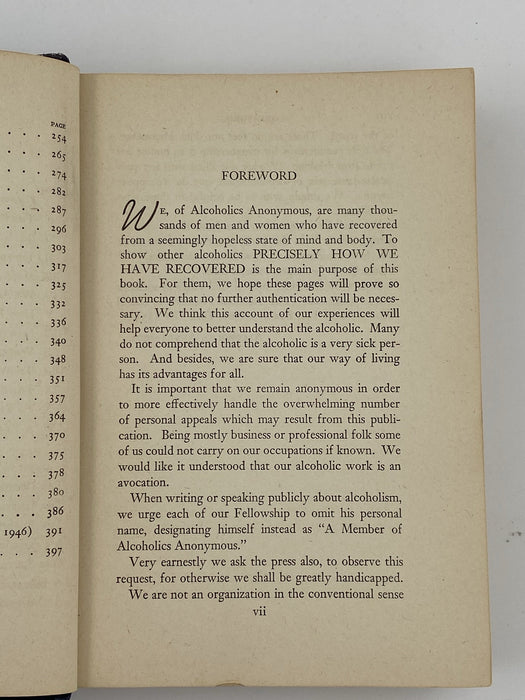 PAGE
. . . 254
. . . 265
. . . 274
. . . 282
. . . 287
. . . 296
. . . 303
. . . 317
. . . 325
. . . 332
. . . 336
. . . 340
. . . 348
. . . 351
. . . 357
. . . 364
. . . 370
. . . 375
. . . 378
. . . 380
. . . 386
1946) 391
. . . 397
FOREWORD
WE, of Alcoholics Anonymous, are many thou-
sands of men and women who have recovered
from a seemingly hopeless state of mind and body. To
show other alcoholics PRECISELY HOW WE
HAVE RECOVERED is the main purpose of this
book. For them, we hope these pages will prove so
convincing that no further authentication will be neces-
sary. We think this account of our experiences will
help everyone to better understand the alcoholic. Many
do not comprehend that the alcoholic is a very sick per-
son. And besides, we are sure that our way of living
has its advantages for all.
It is important that we remain anonymous in order
to more effectively handle the overwhelming number
of personal appeals which may result from this publi-
cation. Being mostly business or professional folk some
of us could not carry on our occupations if known. We
would like it understood that our alcoholic work is an
avocation.
When writing or speaking publicly about alcoholism,
we urge each of our Fellowship to omit his personal
name, designating himself instead as "A Member of
Alcoholics Anonymous."
Very earnestly we ask the press also, to observe this
request, for otherwise we shall be greatly handicapped.
We are not an organization in the conventional sense
vii